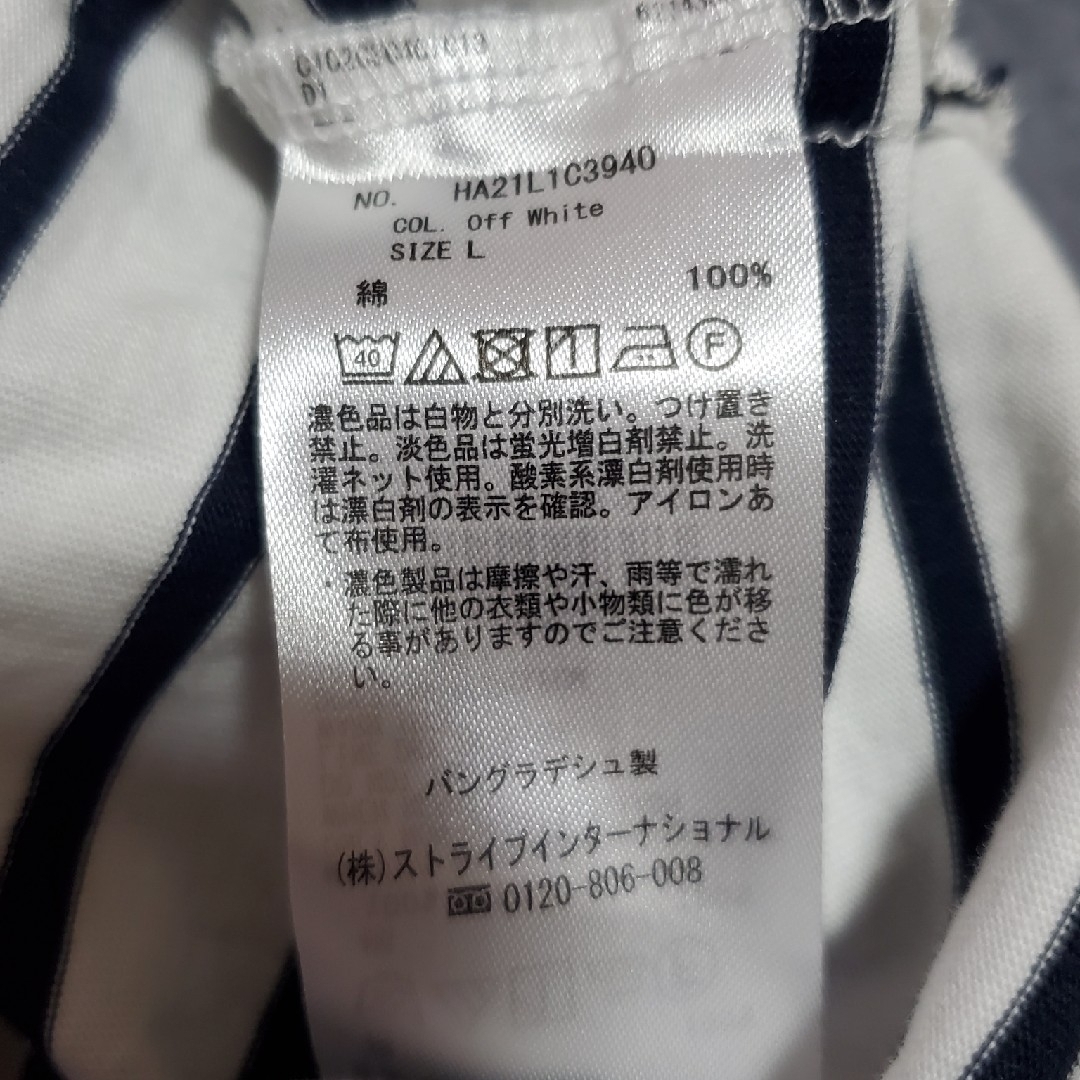 NO. HA21L1C3940
COL. Off White
SIZE L
綿 100%
40 F
濃色品は白物と分別洗い。つけ置き
禁止。淡色品は蛍光増白剤禁止。洗
濯ネット使用。酸素系漂白剤使用時
は漂白剤の表示を確認。アイロンあ
て布使用。
・濃色製品は摩擦や汗、雨等で濡れ
た際に他の衣類や小物類に色が移
る事がありますのでご注意くださ
い。
バングラデシュ製
(株)ストライプインターナショナル
0120-806-008